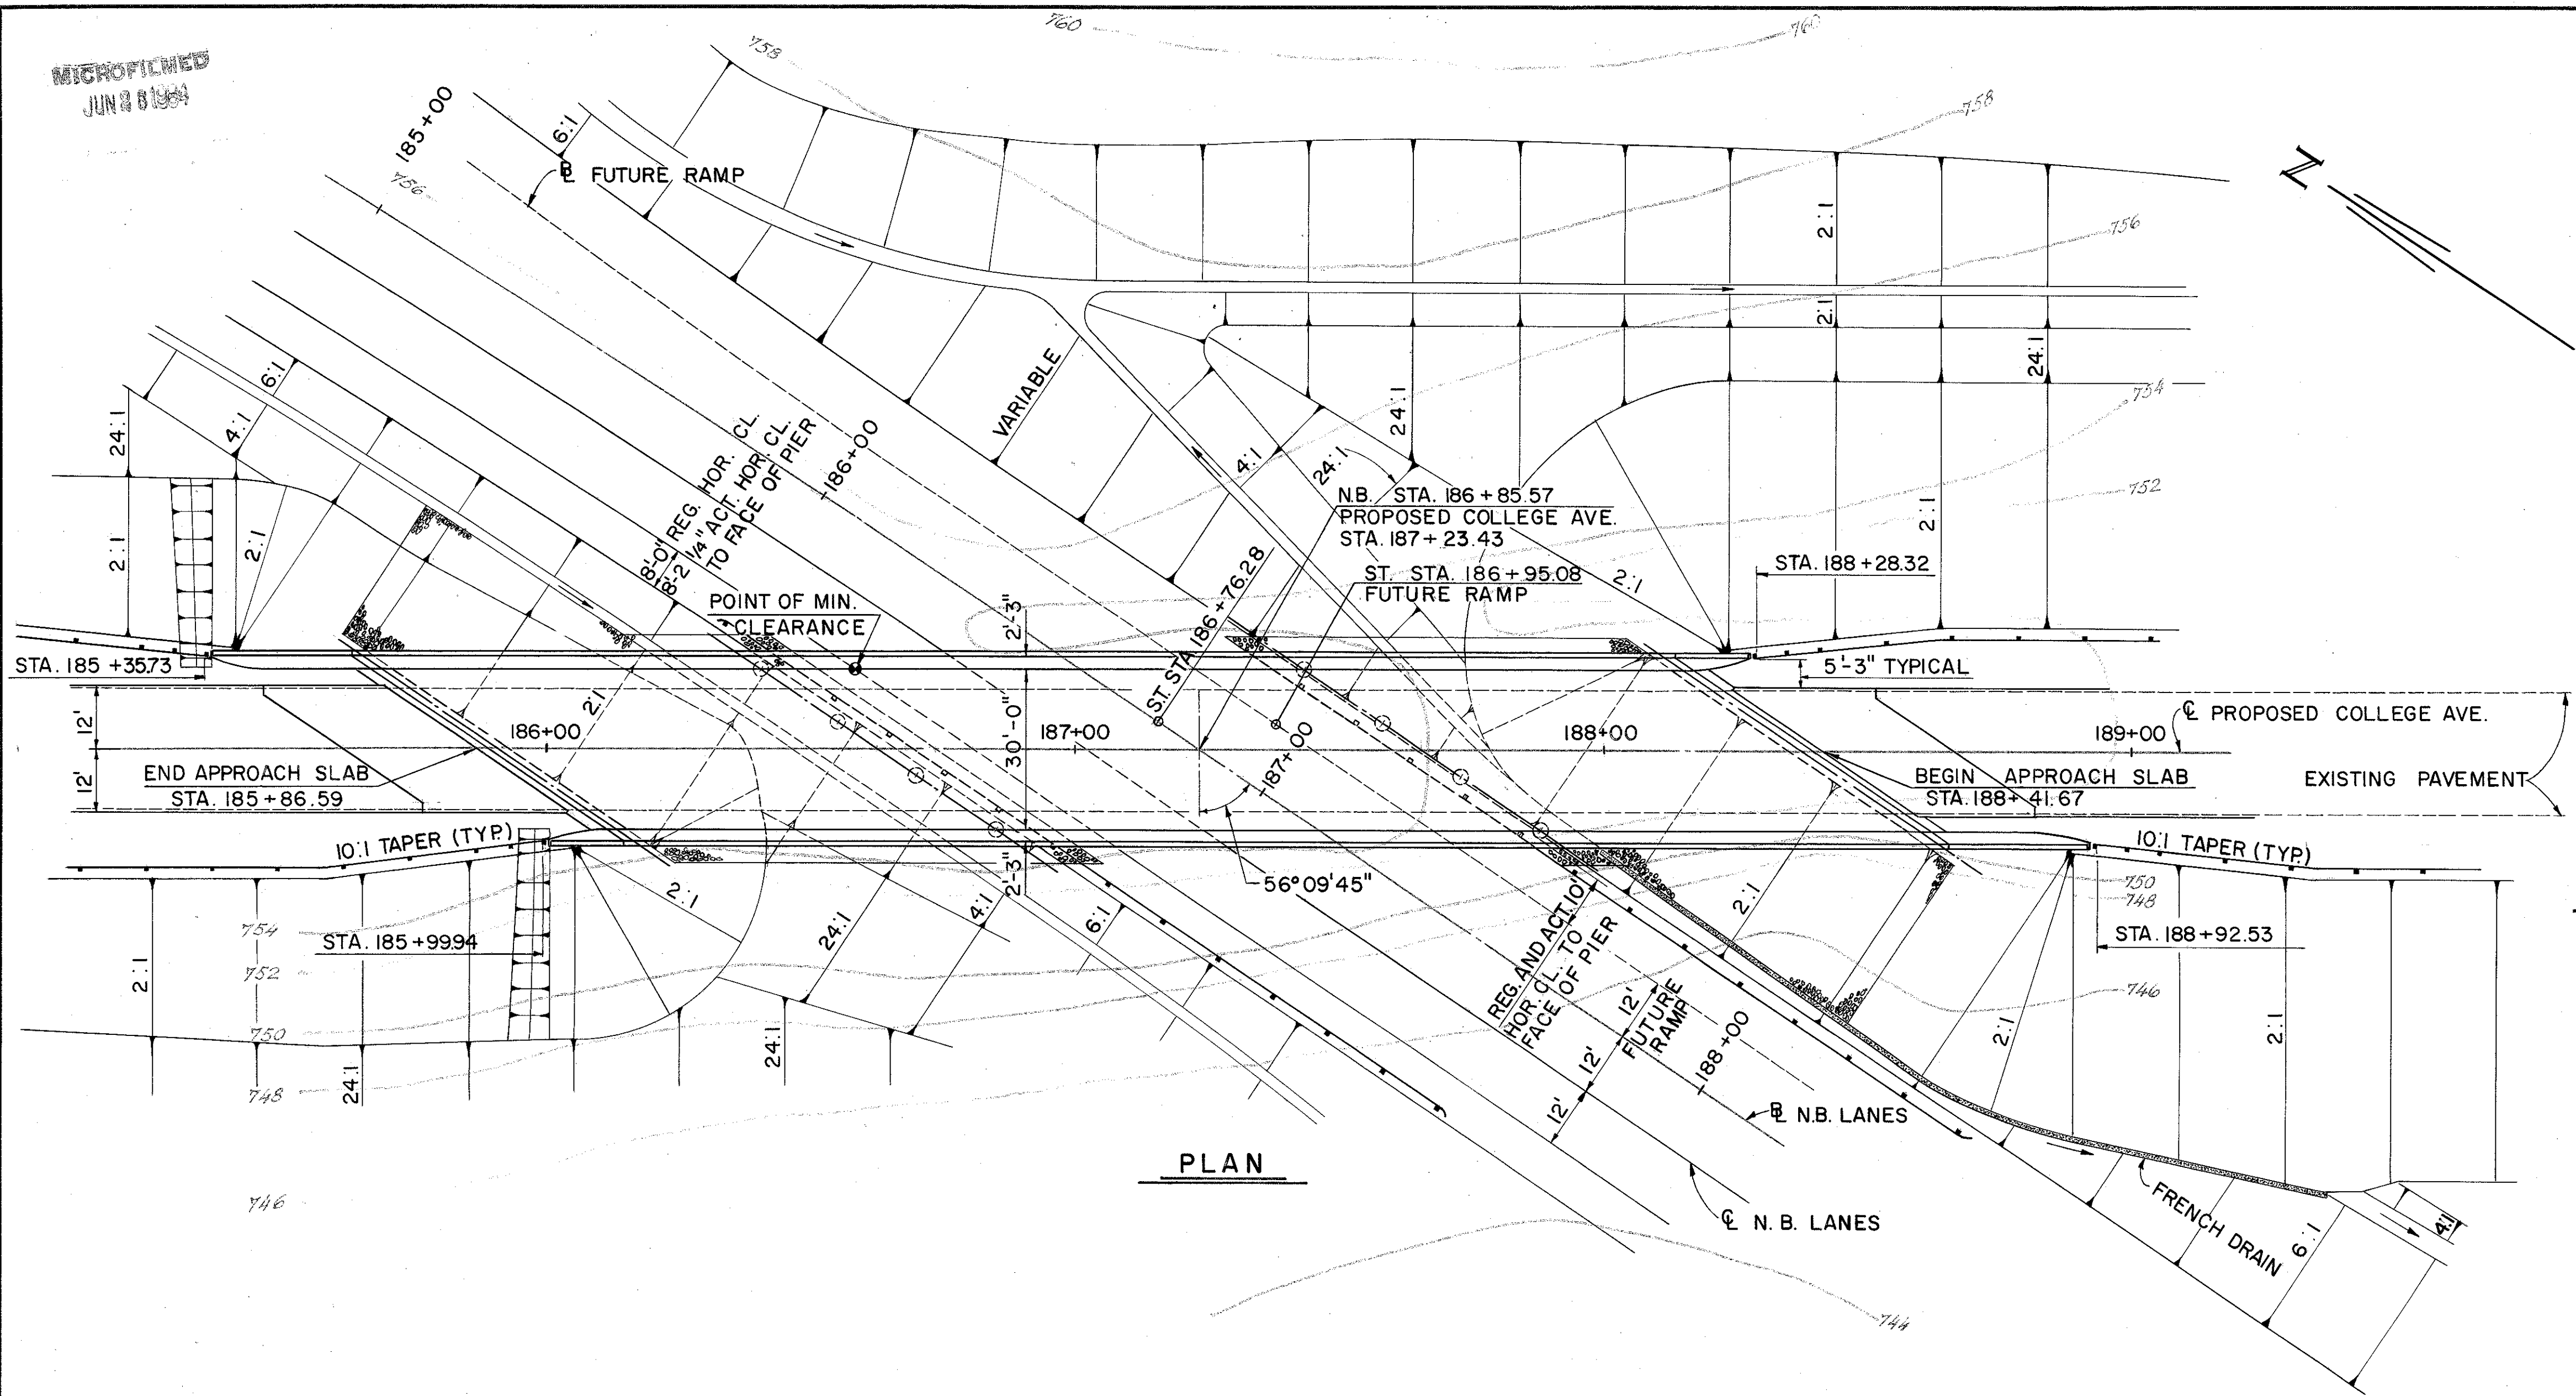 760
760
758
MICROFILMED
JUN 1964
758
185+00
6:1
756
℄ FUTURE RAMP
N
2:1
756
2:1
24:1
VARIABLE
6:1
4:1
24:1
754
8'-0" REG. HOR. CL.
8'-2 1/4" ACT. HOR. CL.
TO FACE OF PIER
186+00
24:1
4:1
24:1
752
N.B. STA. 186+85.57
PROPOSED COLLEGE AVE.
STA. 187+23.43
2:1
2:1
2:1
ST. STA. 186+95.08
FUTURE RAMP
2:1
STA. 188+28.32
POINT OF MIN.
CLEARANCE
2'-3"
S.T. STA 186+76.28
STA. 185+35.73
5'-3" TYPICAL
12'
2:1
186+00
30'-0"
187+00
187+00
188+00
189+00
℄ PROPOSED COLLEGE AVE.
12'
END APPROACH SLAB
STA. 185+86.59
BEGIN APPROACH SLAB
STA. 188+41.67
EXISTING PAVEMENT
10:1 TAPER (TYP.)
10:1 TAPER (TYP.)
2'-3"
56°09'45"
2:1
4:1
6:1
24:1
2:1
750
748
754
STA. 185+99.94
STA. 188+92.53
REG. AND ACT 10'
HOR. CL. TO
FACE OF PIER
752
2:1
746
12'
FUTURE
RAMP
750
24:1
24:1
12'
188+00
2:1
2:1
748
12'
℄ N.B. LANES
PLAN
746
FRENCH DRAIN
℄ N. B. LANES
6:1
4:1
744